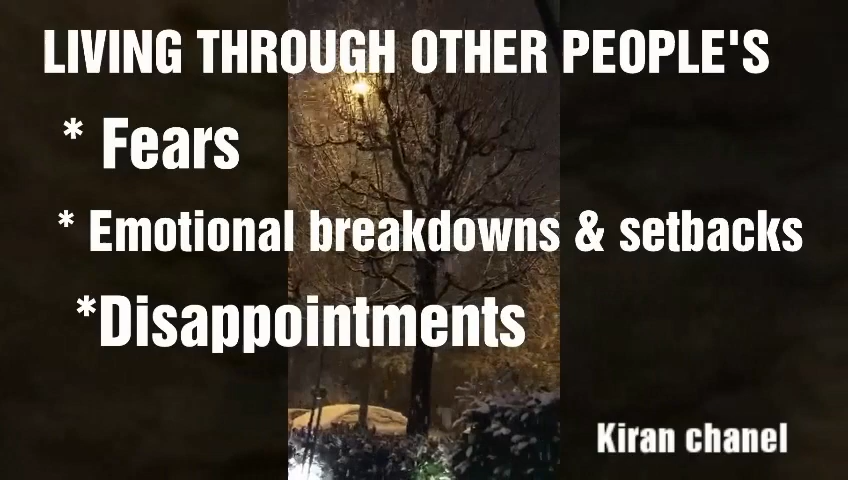 LIVING THROUGH OTHER PEOPLE'S
* Fears
* Emotional breakdowns & setbacks
*Disappointments
Kiran chanel